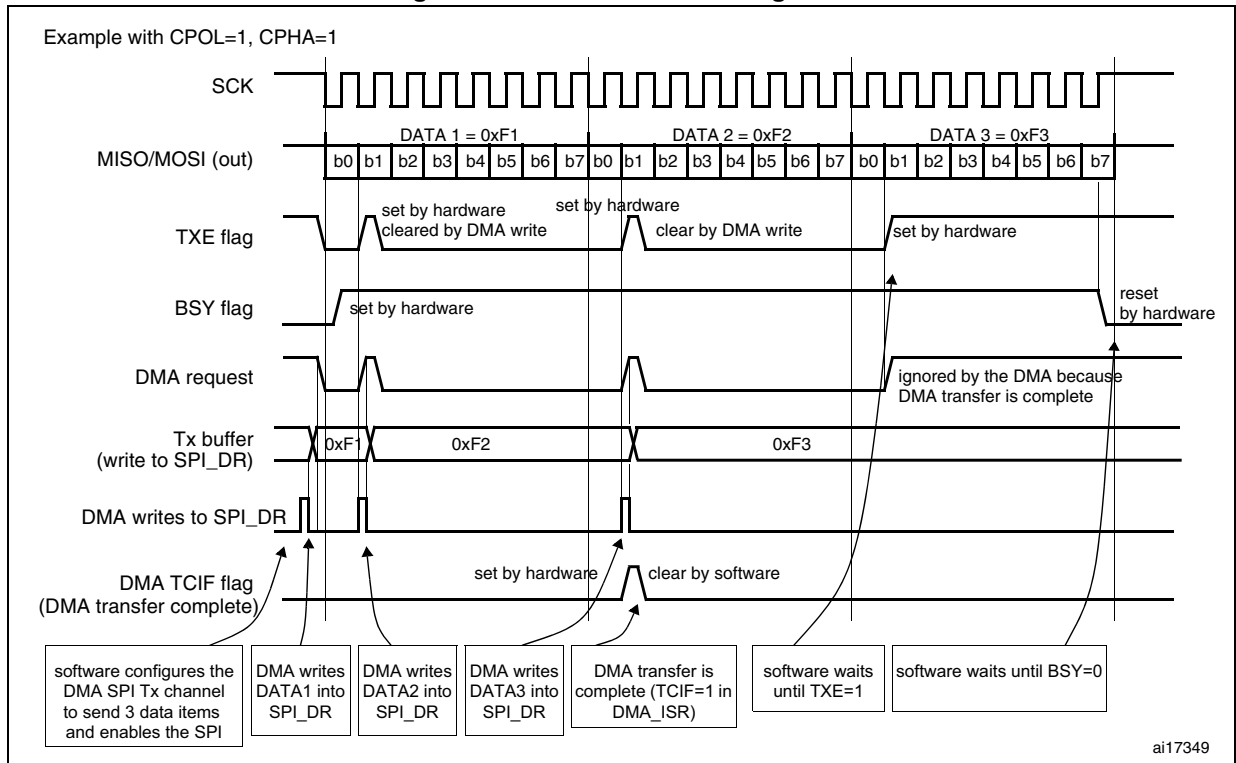 Example with CPOL=1, CPHA=1
SCK
DATA 1 = 0xF1
DATA 2 = 0xF2
DATA 3 = 0xF3
MISO/MOSI (out)
b0 b1 b2 b3 b4 b5 b6 b7 b0 b1 b2 b3 b4 b5 b6 b7 b0 b1 b2 b3 b4 b5 b6 b7
TXE flag
set by hardware
cleared by DMA write
set by hardware
clear by DMA write
set by hardware
BSY flag
set by hardware
reset
by hardware
DMA request
ignored by the DMA because
DMA transfer is complete
Tx buffer
(write to SPI_DR)
0xF1
0xF2
0xF3
DMA writes to SPI_DR
DMA TCIF flag
(DMA transfer complete)
set by hardware
clear by software
software configures the
DMA SPI Tx channel
to send 3 data items
and enables the SPI
DMA writes
DATA1 into
SPI_DR
DMA writes
DATA2 into
SPI_DR
DMA writes
DATA3 into
SPI_DR
DMA transfer is
complete (TCIF=1 in
DMA_ISR)
software waits
until TXE=1
software waits until BSY=0
ai17349